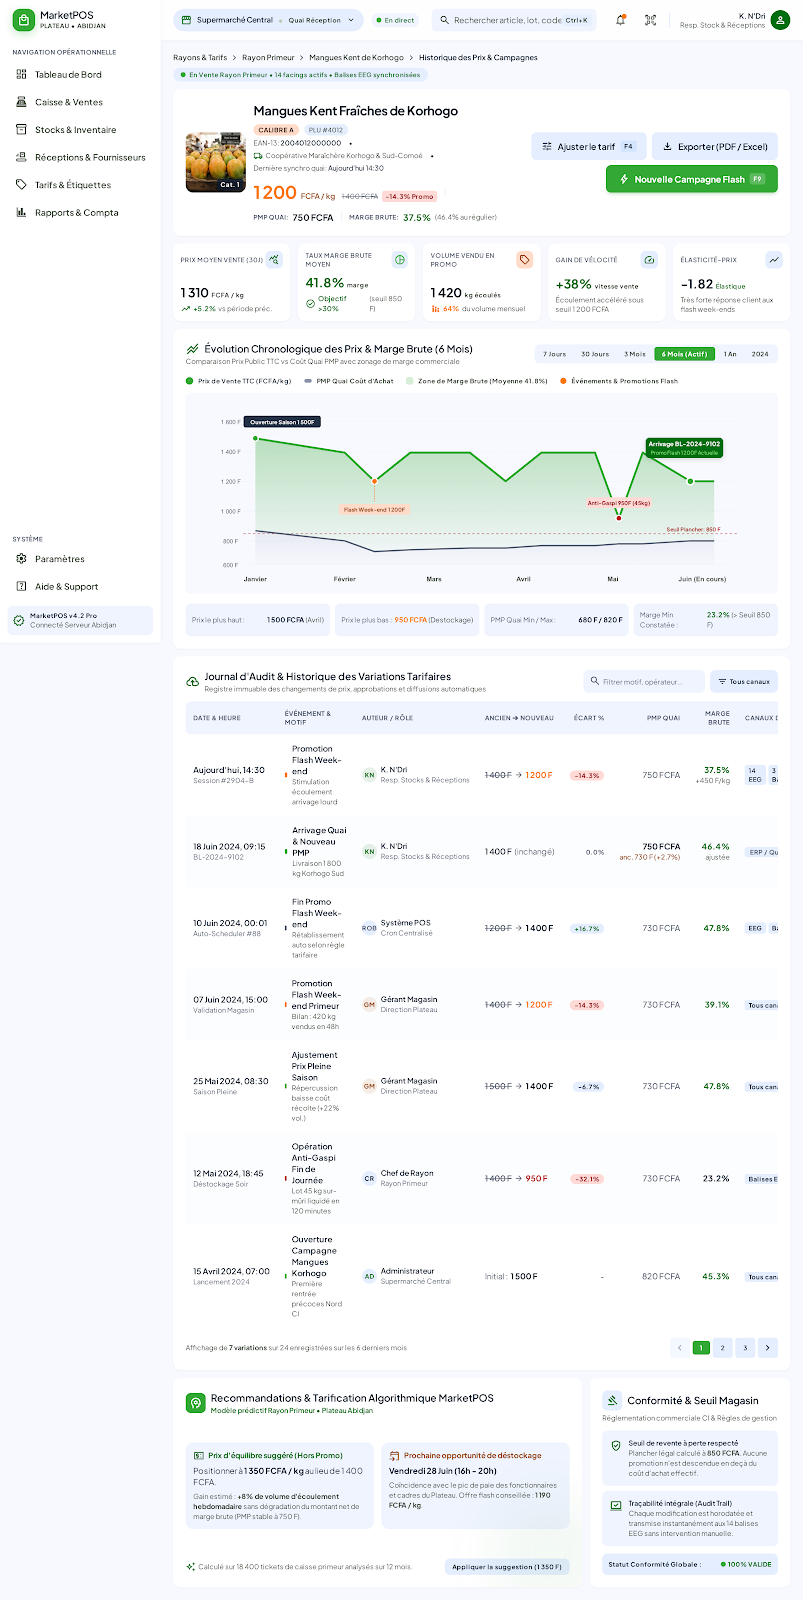 MarketPOS
PLATEAU • ABIDJAN
NAVIGATION OPÉRATIONNELLE
Tableau de Bord
Caisse & Ventes
Stocks & Inventaire
Réceptions & Fournisseurs
Tarifs & Étiquettes
Rapports & Compta
SYSTÈME
Paramètres
Aide & Support
MarketPOS v4.2 Pro
Connecté Serveur Abidjan
Supermarché Central • Quai Réception
En direct
Rechercher article, lot, code Ctrl+K
K. N'Dri
Resp. Stock & Réceptions
Rayons & Tarifs > Rayon Primeur > Mangues Kent de Korhogo > Historique des Prix & Campagnes
En Vente Rayon Primeur • 14 facings actifs • Balises EEG synchronisées
Cat. 1
Mangues Kent Fraîches de Korhogo
CALIBRE A PLU #4012
EAN-13: 2004012000000 •
Coopérative Maraîchère Korhogo & Sud-Comoé •
Dernière synchro quai: Aujourd'hui 14:30
1 200 FCFA / kg 1 400 FCFA -14.3% Promo
PMP QUAI: 750 FCFA MARGE BRUTE: 37.5% (46.4% au régulier)
Ajuster le tarif F4
Exporter (PDF / Excel)
Nouvelle Campagne Flash F9
PRIX MOYEN VENTE (30J)
1 310 FCFA / kg
+5.2% vs période préc.
TAUX MARGE BRUTE MOYEN
41.8% marge
Objectif >30% (seuil 850 F)
VOLUME VENDU EN PROMO
1 420 kg écoulés
64% du volume mensuel
GAIN DE VÉLOCITÉ
+38% vitesse vente
Écoulement accéléré sous seuil 1 200 FCFA
ÉLASTICITÉ-PRIX
-1.82 Élastique
Très forte réponse client aux flash week-ends
Évolution Chronologique des Prix & Marge Brute (6 Mois)
Comparaison Prix Public TTC vs Coût Quai PMP avec zonage de marge commerciale
7 Jours 30 Jours 3 Mois 6 Mois (Actif) 1 An 2024
Prix de Vente TTC (FCFA/kg) PMP Quai Coût d'Achat Zone de Marge Brute (Moyenne 41.8%) Événements & Promotions Flash
1 600 F
1 400 F
1 200 F
1 000 F
800 F
600 F
Ouverture Saison 1 500F
Flash Week-end 1 200F
Anti-Gaspi 950F (45kg)
Arrivage BL-2024-9102
Promo Flash 1 200F Actuelle
Seuil Plancher: 850 F
Janvier Février Mars Avril Mai Juin (En cours)
Prix le plus haut : 1 500 FCFA (Avril)
Prix le plus bas : 950 FCFA (Destockage)
PMP Quai Min / Max : 680 F / 820 F
Marge Min Constatée : 23.2% (> Seuil 850 F)
Journal d'Audit & Historique des Variations Tarifaires
Registre immuable des changements de prix, approbations et diffusions automatiques
Filtrer motif, opérateur...
Tous canaux
DATE & HEURE ÉVÉNEMENT & MOTIF AUTEUR / RÔLE ANCIEN → NOUVEAU ÉCART % PMP QUAI MARGE BRUTE CANAUX D
Aujourd'hui, 14:30
Session #2904-B
Promotion Flash Week-end
Stimulation écoulement arrivage lourd
KN K. N'Dri
Resp. Stocks & Réceptions
1 400 F → 1 200 F -14.3% 750 FCFA 37.5%
+450 F/kg
14 EEG 3 Ba
18 Juin 2024, 09:15
BL-2024-9102
Arrivage Quai & Nouveau PMP
Livraison 1 800 kg Korhogo Sud
KN K. N'Dri
Resp. Stocks & Réceptions
1 400 F (inchangé) 0.0% 750 FCFA
anc. 730 F (+2.7%)
46.4%
ajustée
ERP / Qu
10 Juin 2024, 00:01
Auto-Scheduler #88
Fin Promo Flash Week-end
Rétablissement auto selon règle tarifaire
ROB Système POS
Cron Centralisé
1 200 F → 1 400 F +16.7% 730 FCFA 47.8% EEG Ba
07 Juin 2024, 15:00
Validation Magasin
Promotion Flash Week-end Primeur
Bilan : 420 kg vendus en 48h
GM Gérant Magasin
Direction Plateau
1 400 F → 1 200 F -14.3% 730 FCFA 39.1% Tous cana
25 Mai 2024, 08:30
Saison Pleine
Ajustement Prix Pleine Saison
Répercussion baisse coût récolte (+22% vol.)
GM Gérant Magasin
Direction Plateau
1 500 F → 1 400 F -6.7% 730 FCFA 47.8% Tous cana
12 Mai 2024, 18:45
Déstockage Soir
Opération Anti-Gaspi Fin de Journée
Lot 45 kg sur-mûri liquidé en 120 minutes
CR Chef de Rayon
Rayon Primeur
1 400 F → 950 F -32.1% 730 FCFA 23.2% Balises E
15 Avril 2024, 07:00
Lancement 2024
Ouverture Campagne Mangues Korhogo
Première rentrée précoces Nord CI
AD Administrateur
Supermarché Central
Initial : 1 500 F - 820 FCFA 45.3% Tous cana
Affichage de 7 variations sur 24 enregistrées sur les 6 derniers mois
1 2 3
Recommandations & Tarification Algorithmique MarketPOS
Modèle prédictif Rayon Primeur • Plateau Abidjan
Prix d'équilibre suggéré (Hors Promo)
Positionner à 1 350 FCFA / kg au lieu de 1 400 FCFA.
Gain estimé : +8% de volume d'écoulement hebdomadaire sans dégradation du montant net de marge brute (PMP stable à 750 F).
Prochaine opportunité de déstockage
Vendredi 28 Juin (16h - 20h)
Coïncidence avec le pic de paie des fonctionnaires et cadres du Plateau. Offre flash conseillée : 1 190 FCFA / kg.
Calculé sur 18 400 tickets de caisse primeur analysés sur 12 mois.
Appliquer la suggestion (1 350 F)
Conformité & Seuil Magasin
Réglementation commerciale CI & Règles de gestion
Seuil de revente à perte respecté
Plancher légal calculé à 850 FCFA. Aucune promotion n'est descendue en deçà du coût d'achat effectif.
Traçabilité intégrale (Audit Trail)
Chaque modification est horodatée et transmise instantanément aux 14 balises EEG sans intervention manuelle.
Statut Conformité Globale : 100% VALIDE